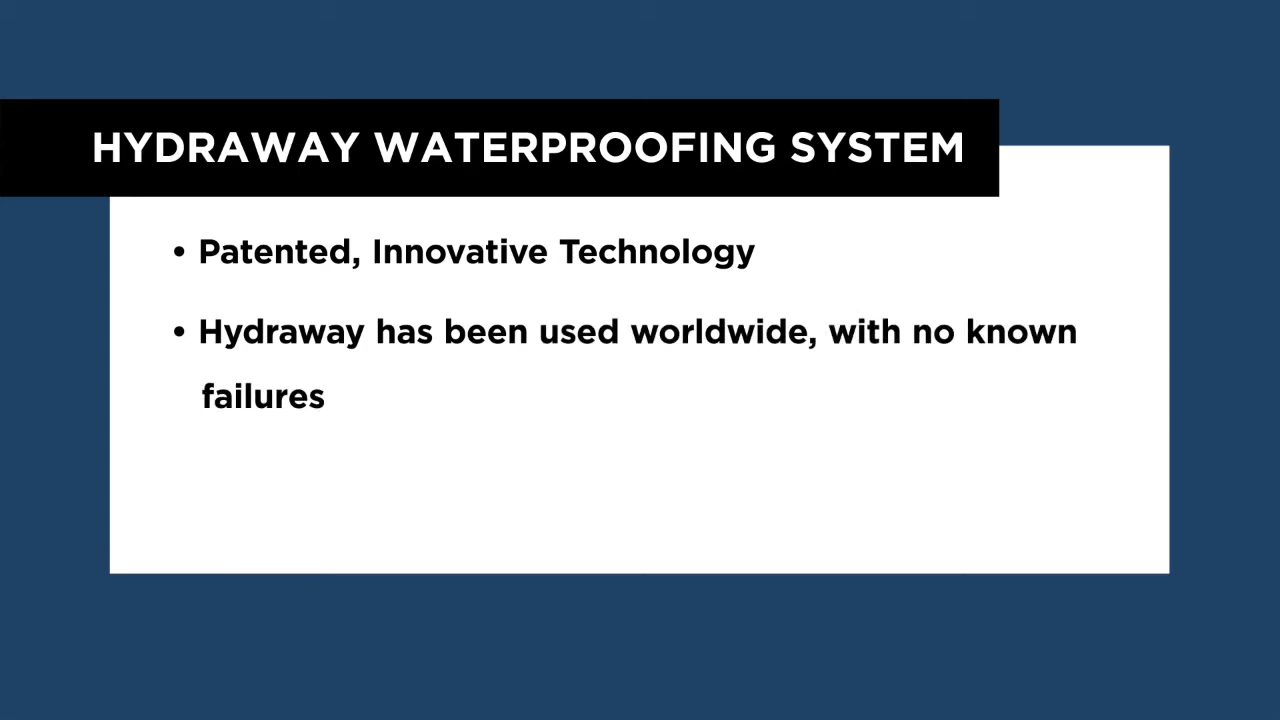 HYDRAWAY WATERPROOFING SYSTEM
• Patented, Innovative Technology
• Hydraway has been used worldwide, with no known
failures